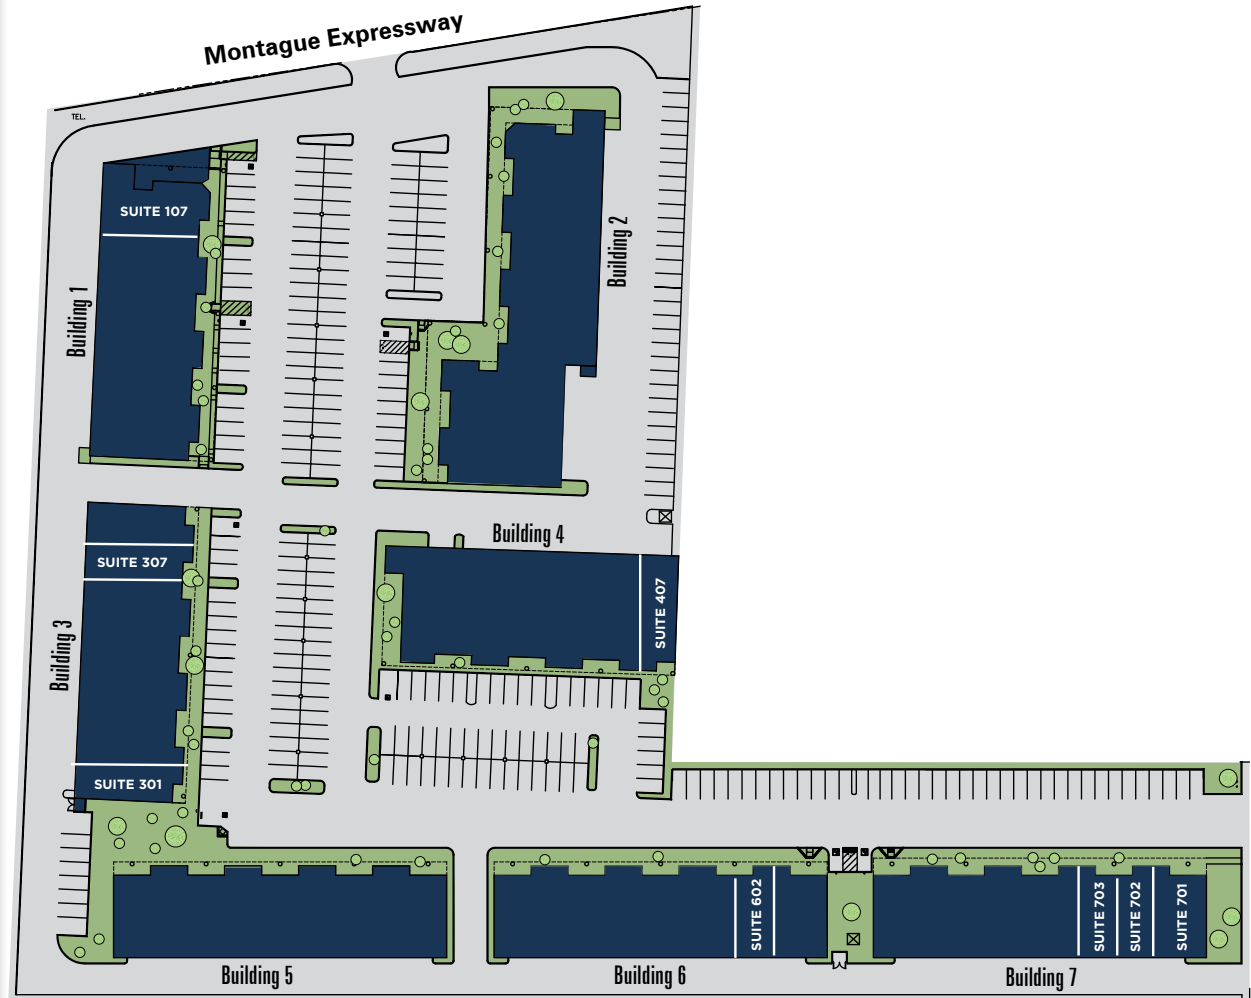 Montague Expressway
TEL.
SUITE 107
Building 1
Building 2
Building 4
SUITE 307
SUITE 407
Building 3
SUITE 301
SUITE 602
SUITE 703
SUITE 702
SUITE 701
Building 5
Building 6
Building 7